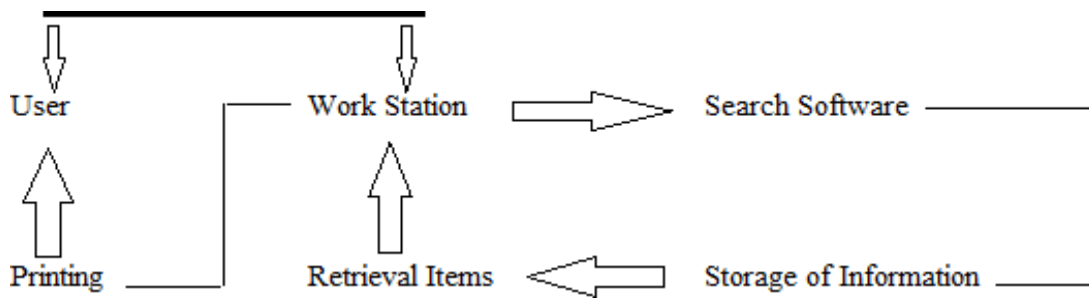 User
Work Station
Search Software
Printing
Retrieval Items
Storage of Information